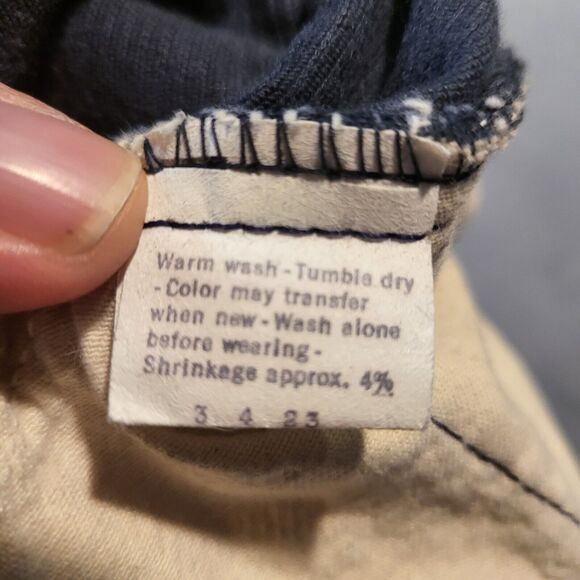 Warm wash - Tumble dry
- Color may transfer
when new - Wash alone
before wearing -
Shrinkage approx. 4%
3 4 23